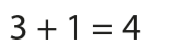 3 + 1 = 4